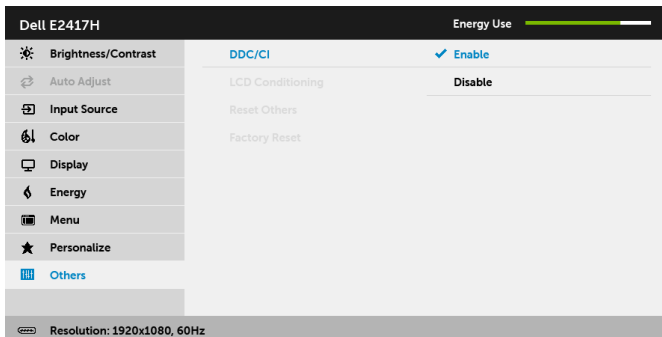 Dell E2417H
Energy Use
Brightness/Contrast
DDC/CI
Enable
Auto Adjust
LCD Conditioning
Disable
Input Source
Reset Others
Color
Factory Reset
Display
Energy
Menu
Personalize
Others
Resolution: 1920x1080, 60Hz